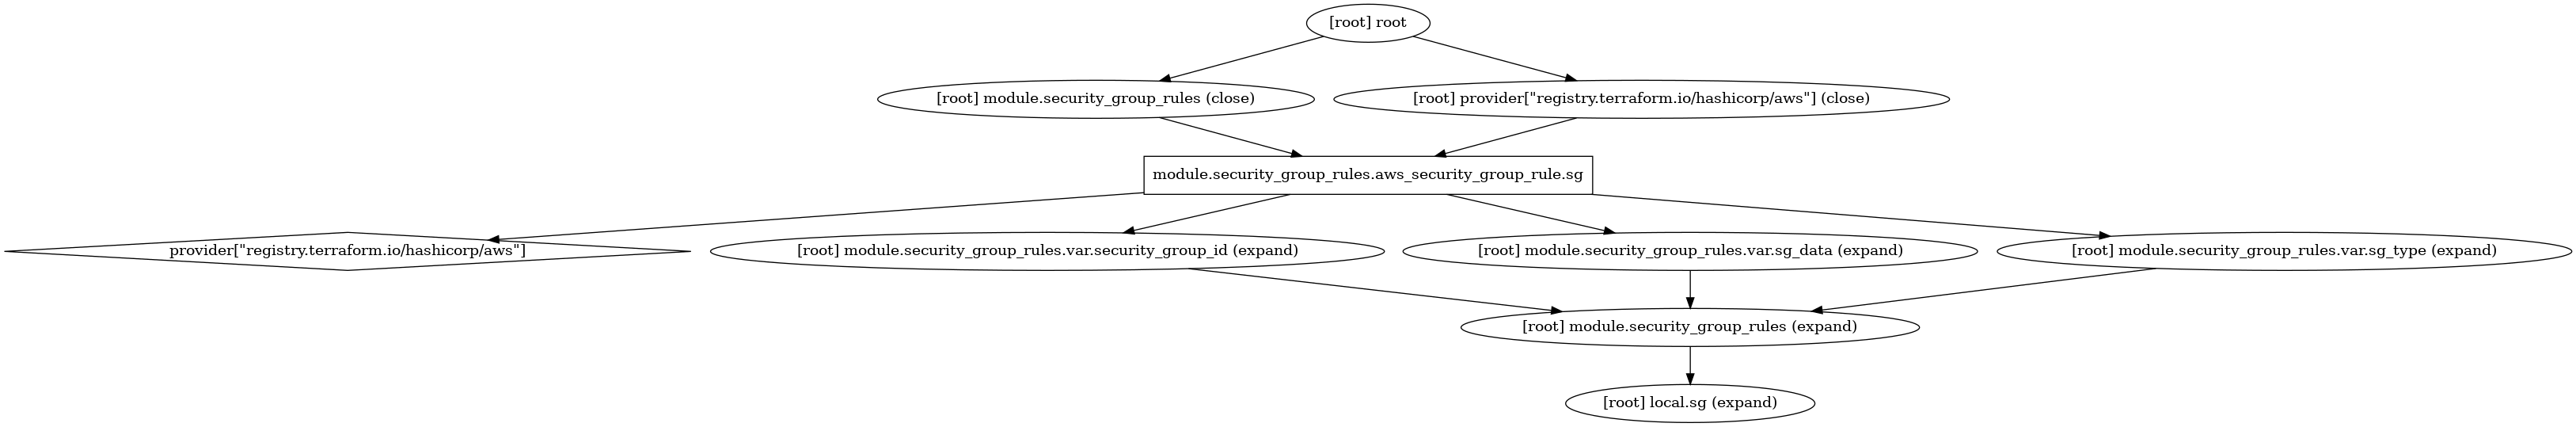 [root] root
[root] module.security_group_rules (close)
[root] provider["registry.terraform.io/hashicorp/aws"] (close)
module.security_group_rules.aws_security_group_rule.sg
provider["registry.terraform.io/hashicorp/aws"]
[root] module.security_group_rules.var.security_group_id (expand)
[root] module.security_group_rules.var.sg_data (expand)
[root] module.security_group_rules.var.sg_type (expand)
[root] module.security_group_rules (expand)
[root] local.sg (expand)